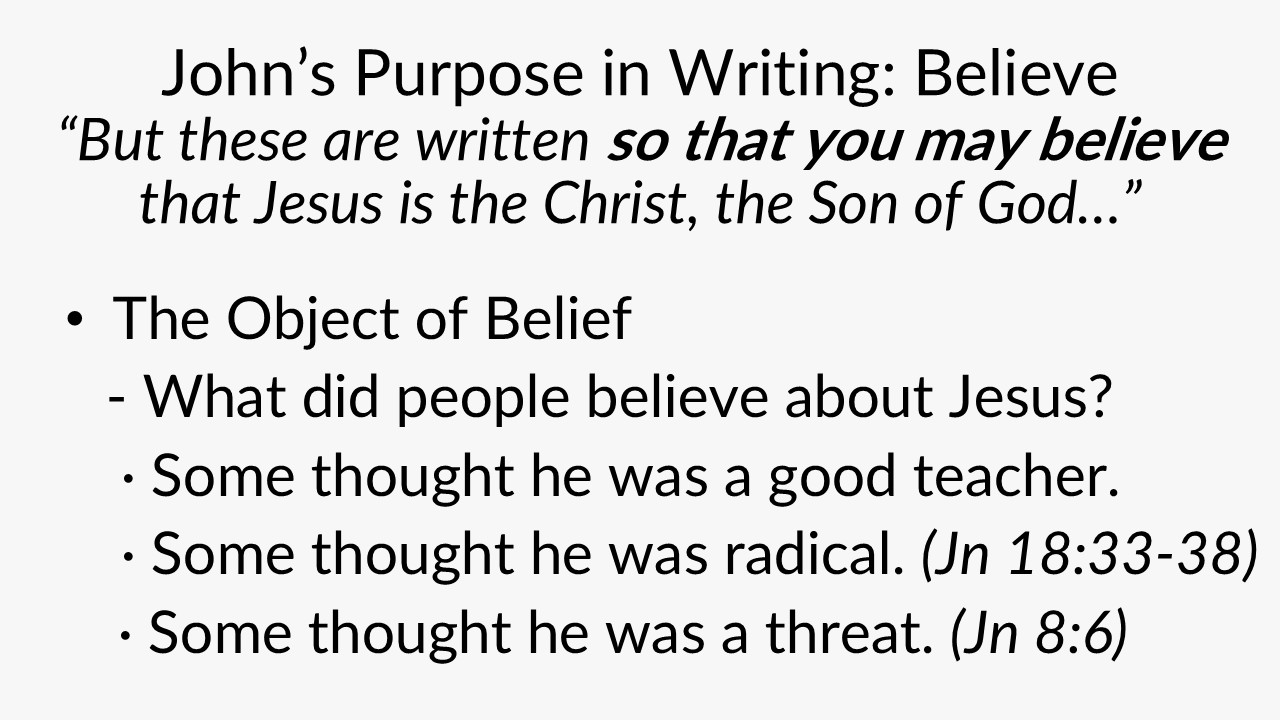 John’s Purpose in Writing: Believe
“But these are written so that you may believe
that Jesus is the Christ, the Son of God…”
• The Object of Belief
- What did people believe about Jesus?
· Some thought he was a good teacher.
· Some thought he was radical. (Jn 18:33-38)
· Some thought he was a threat. (Jn 8:6)